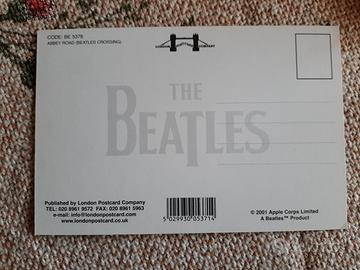 CODE: BE 5378
ABBEY ROAD (BEATLES CROSSING)
LONDON POSTCARD COMPANY
THE
BEATLES
Published by London Postcard Company
TEL: 020 8961 9572 FAX: 020 8961 5963
e-mail: info@londonpostcard.com
www.londonpostcard.co.uk
5 029930 053714
© 2001 Apple Corps Limited
A Beatles™ Product